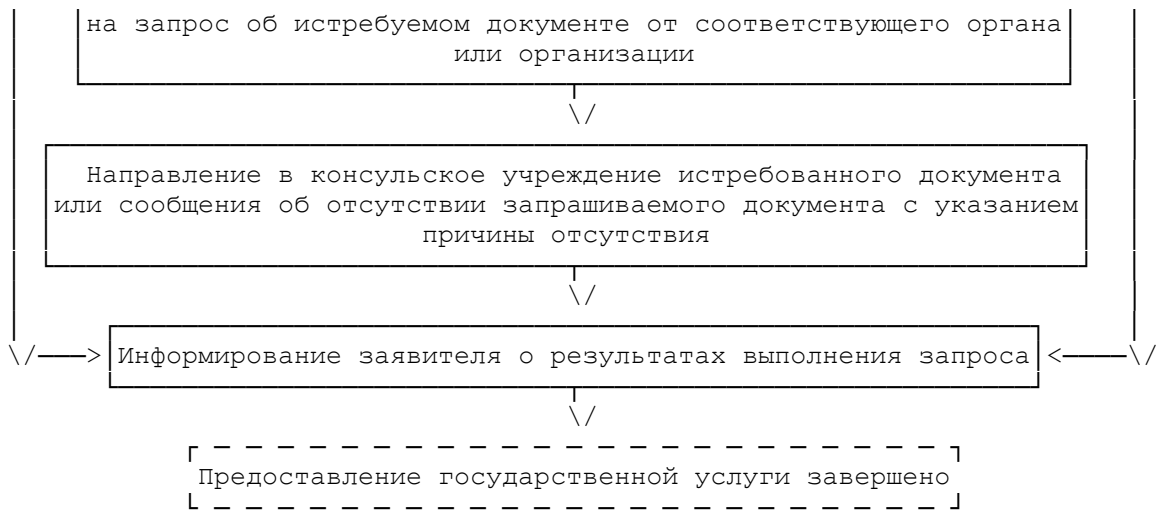 на запрос об истребуемом документе от соответствующего органа
или организации
Направление в консульское учреждение истребованного документа
или сообщения об отсутствии запрашиваемого документа с указанием
причины отсутствия
Информирование заявителя о результатах выполнения запроса
Предоставление государственной услуги завершено